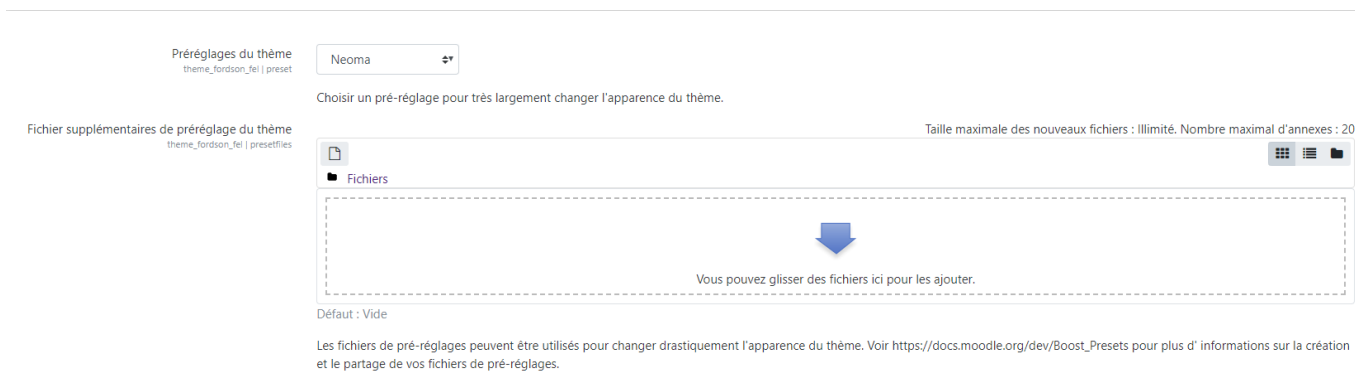 Préréglages du thème
theme_fordson_fel | preset
Neoma
Choisir un pré-réglage pour très largement changer l'apparence du thème.
Fichier supplémentaires de préréglage du thème
theme_fordson_fel | presetfiles
Taille maximale des nouveaux fichiers : Illimité. Nombre maximal d'annexes : 20
Fichiers
Vous pouvez glisser des fichiers ici pour les ajouter.
Défaut : Vide
Les fichiers de pré-réglages peuvent être utilisés pour changer drastiquement l'apparence du thème. Voir https://docs.moodle.org/dev/Boost_Presets pour plus d' informations sur la création
et le partage de vos fichiers de pré-réglages.